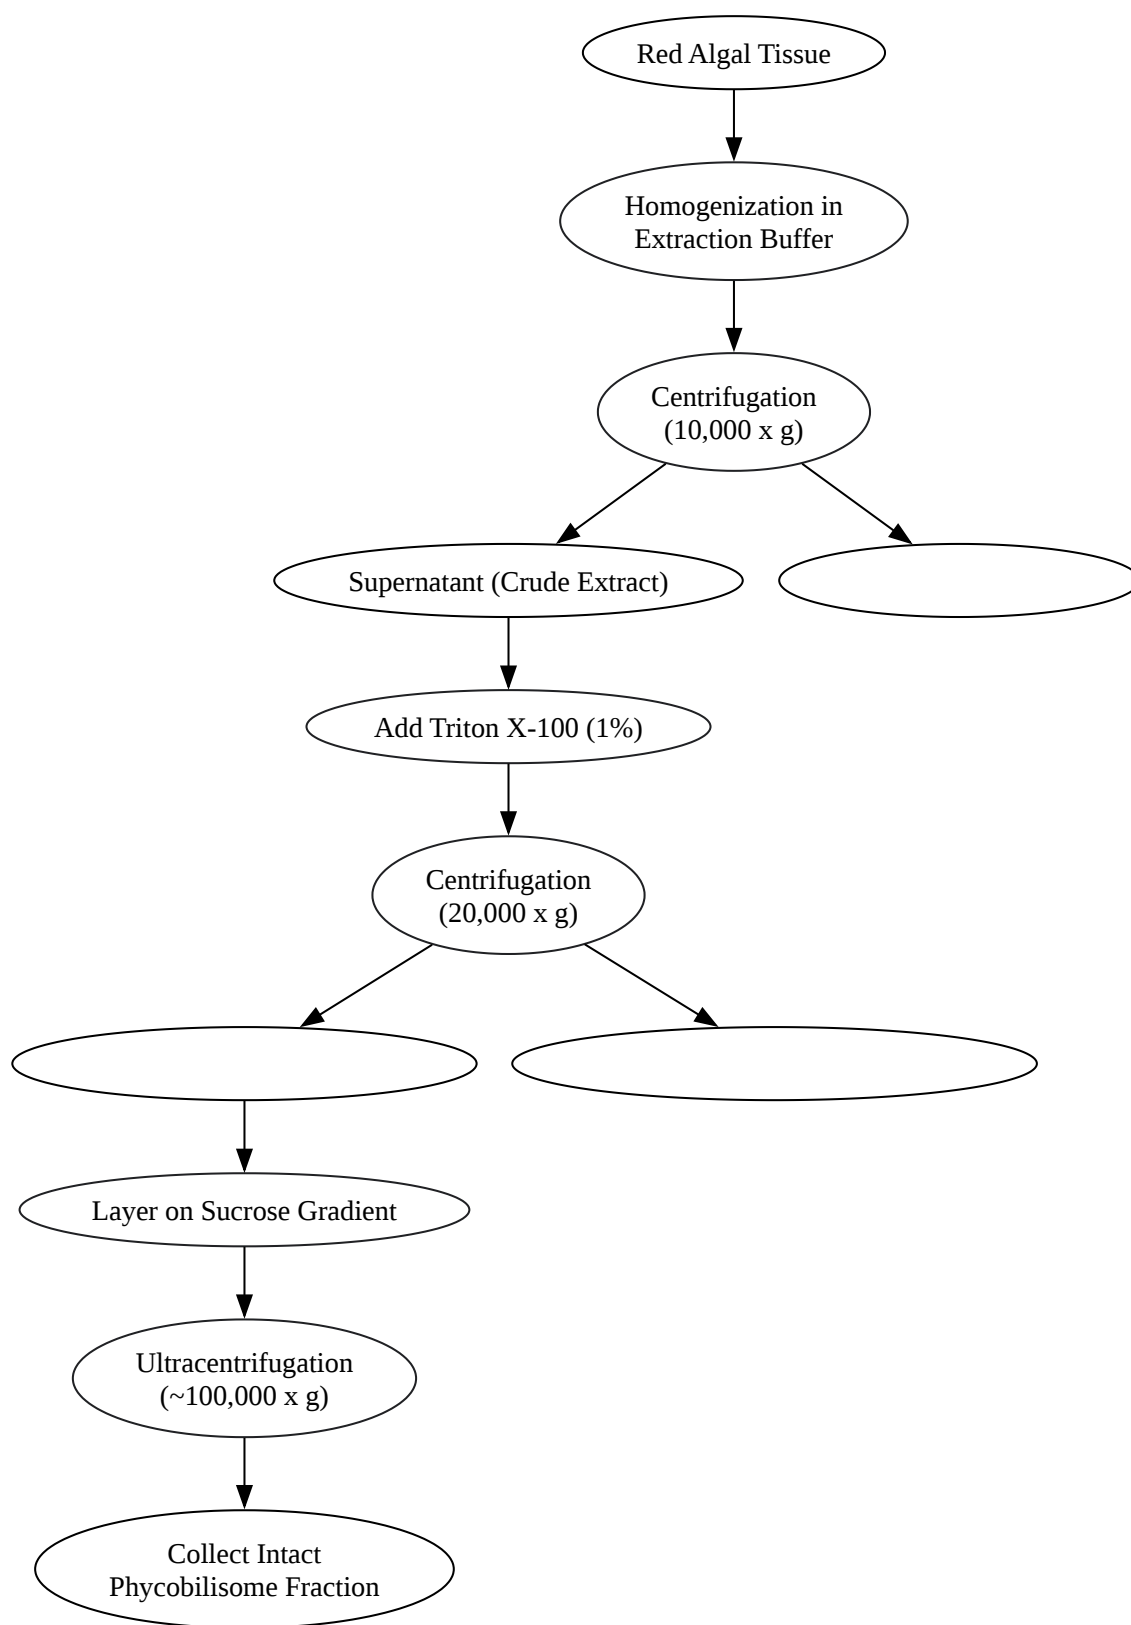 Red Algal Tissue
Homogenization in
Extraction Buffer
Centrifugation
(10,000 x g)
Supernatant (Crude Extract)
Add Triton X-100 (1%)
Centrifugation
(20,000 x g)
Layer on Sucrose Gradient
Ultracentrifugation
(~100,000 x g)
Collect Intact
Phycobilisome Fraction